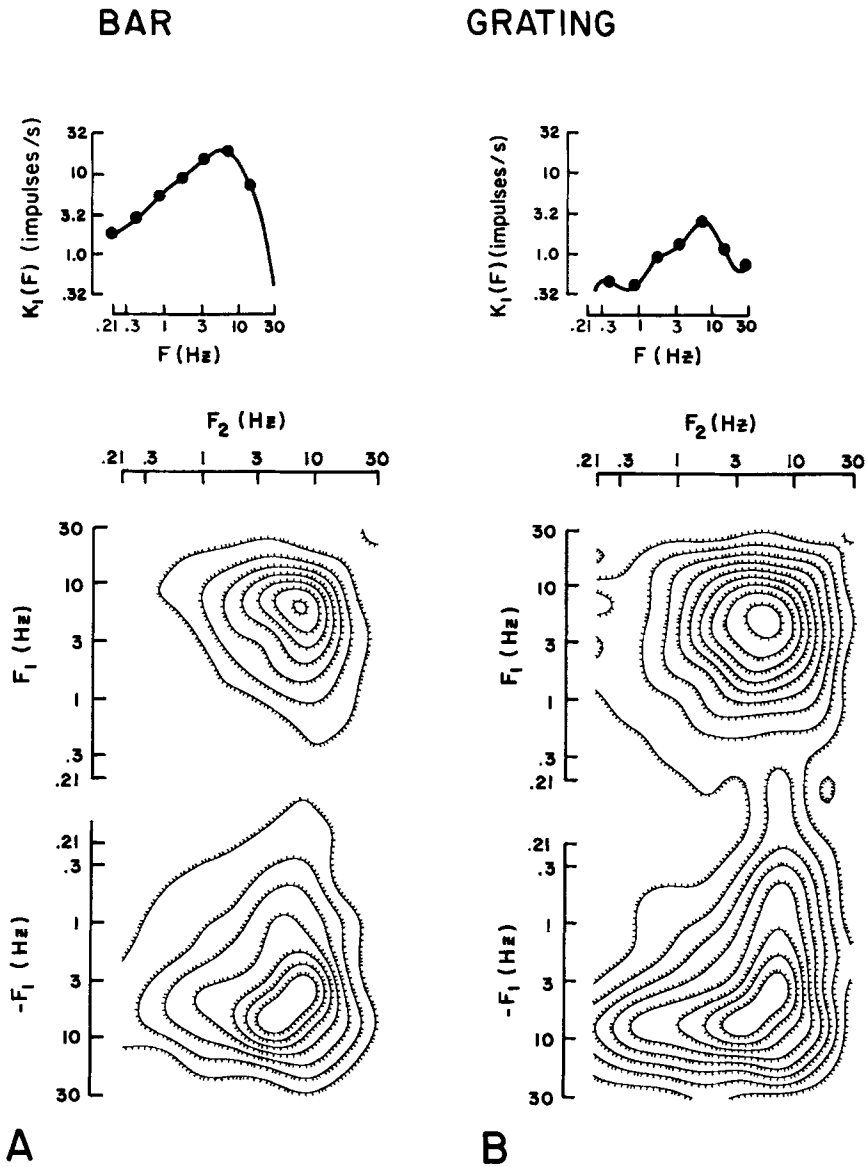 BAR
GRATING
K₁(F) (impulses/s)
32
10
3.2
1.0
.32
.21 .3 1 3 10 30
F (Hz)
K₁(F) (impulses/s)
32
10
3.2
1.0
.32
.21 .3 1 3 10 30
F (Hz)
F₂ (Hz)
.21 .3 1 3 10 30
F₁ (Hz)
30
10
3
1
.3
.21
-F₁ (Hz)
.21
.3
1
3
10
30
F₂ (Hz)
.21 .3 1 3 10 30
F₁ (Hz)
30
10
3
1
.3
.21
-F₁ (Hz)
.21
.3
1
3
10
30
A
B